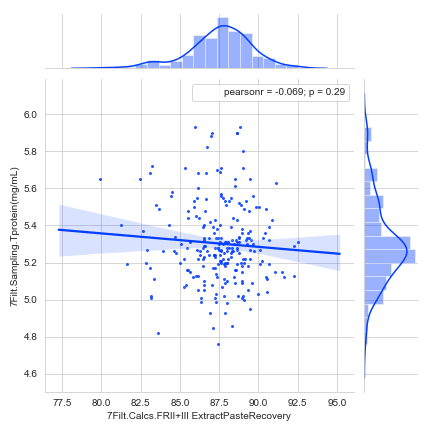 pearsonr = -0.069; p = 0.29
6.0
5.8
5.6
5.4
5.2
5.0
4.8
4.6
7Filt.Sampling.Tprotein(mg/mL)
77.5 80.0 82.5 85.0 87.5 90.0 92.5 95.0
7Filt.Calcs.FRII+III ExtractPasteRecovery